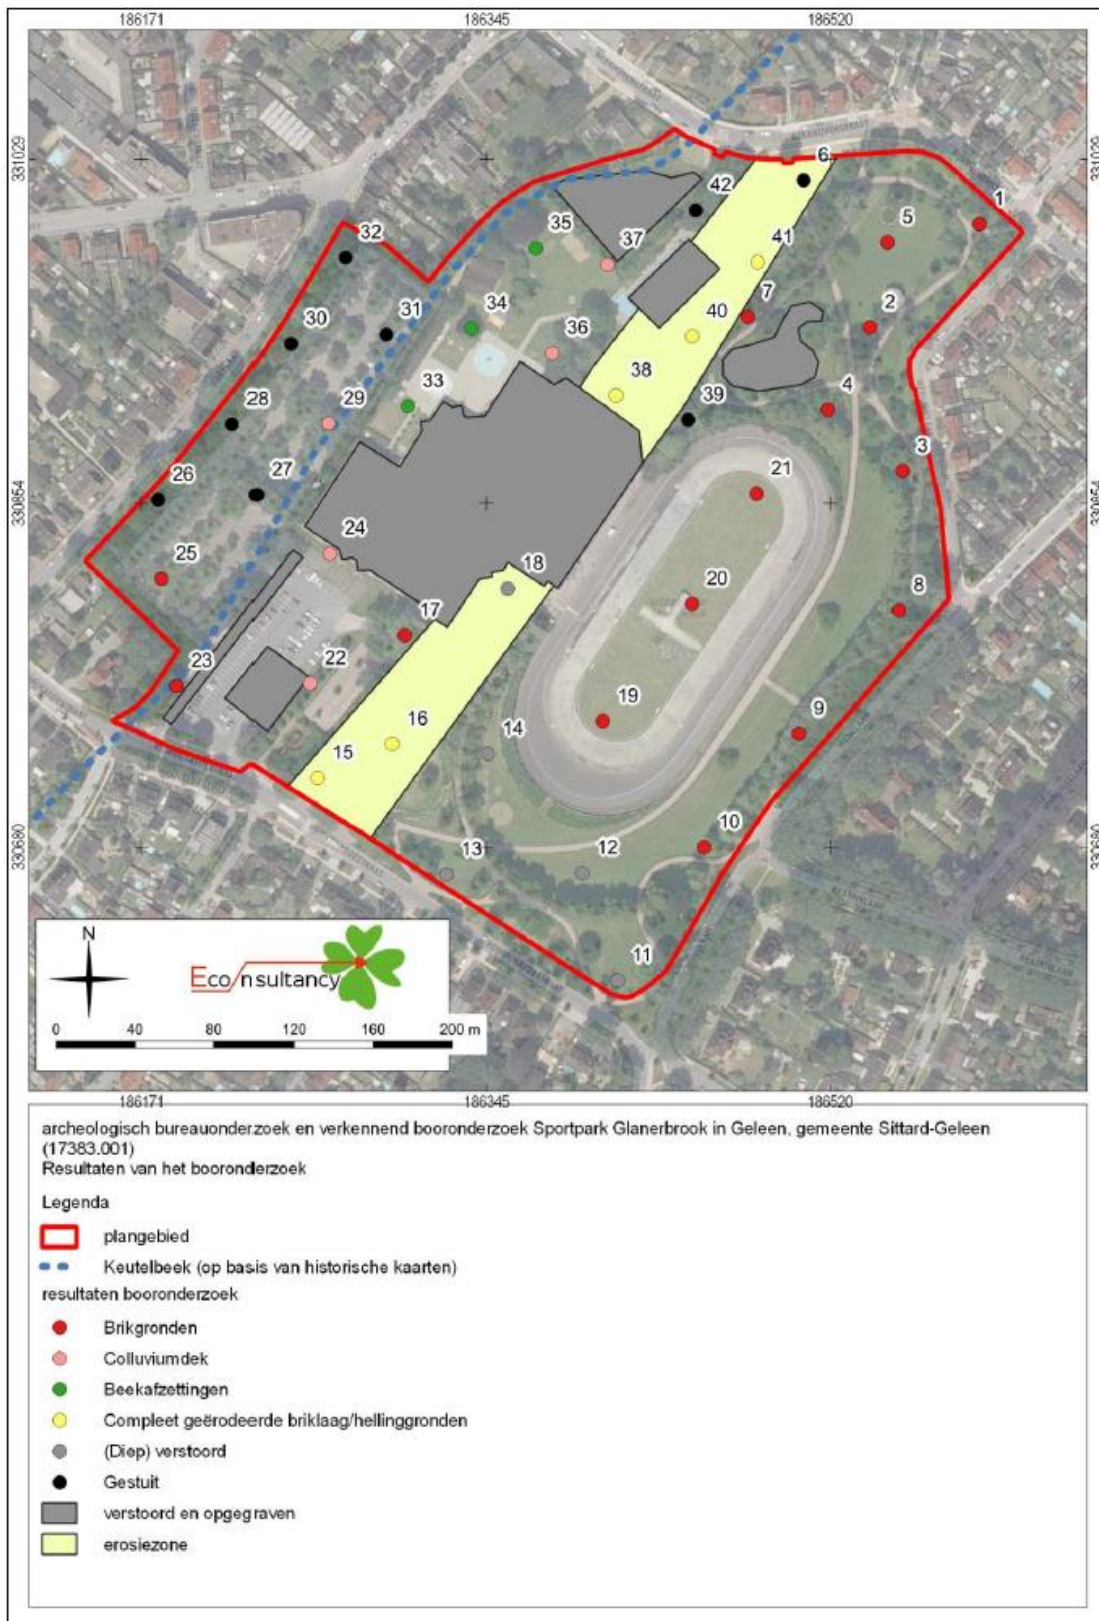 186171 186345 186520
331029
331029
330854
330854
330680
330680
6
1
42
5
35
37
41
32
2
7
34
40
30
31
36
4
38
33
39
28
29
3
21
26
27
24
18
20
25
8
17
23
22
19
9
16
14
15
10
13
12
11
N
Econsultancy
0 40 80 120 160 200 m
186171 186345 186520
archeologisch bureauonderzoek en verkennend booronderzoek Sportpark Glanerbrook in Geleen, gemeente Sittard-Geleen
(17383.001)
Resultaten van het booronderzoek
Legenda
plangebied
Keutelbeek (op basis van historische kaarten)
resultaten booronderzoek
Brikgronden
Colluviumdek
Beekafzettingen
Compleet geërodeerde briklaag/hellinggronden
(Diep) verstoord
Gestuit
verstoord en opgegraven
erosiezone